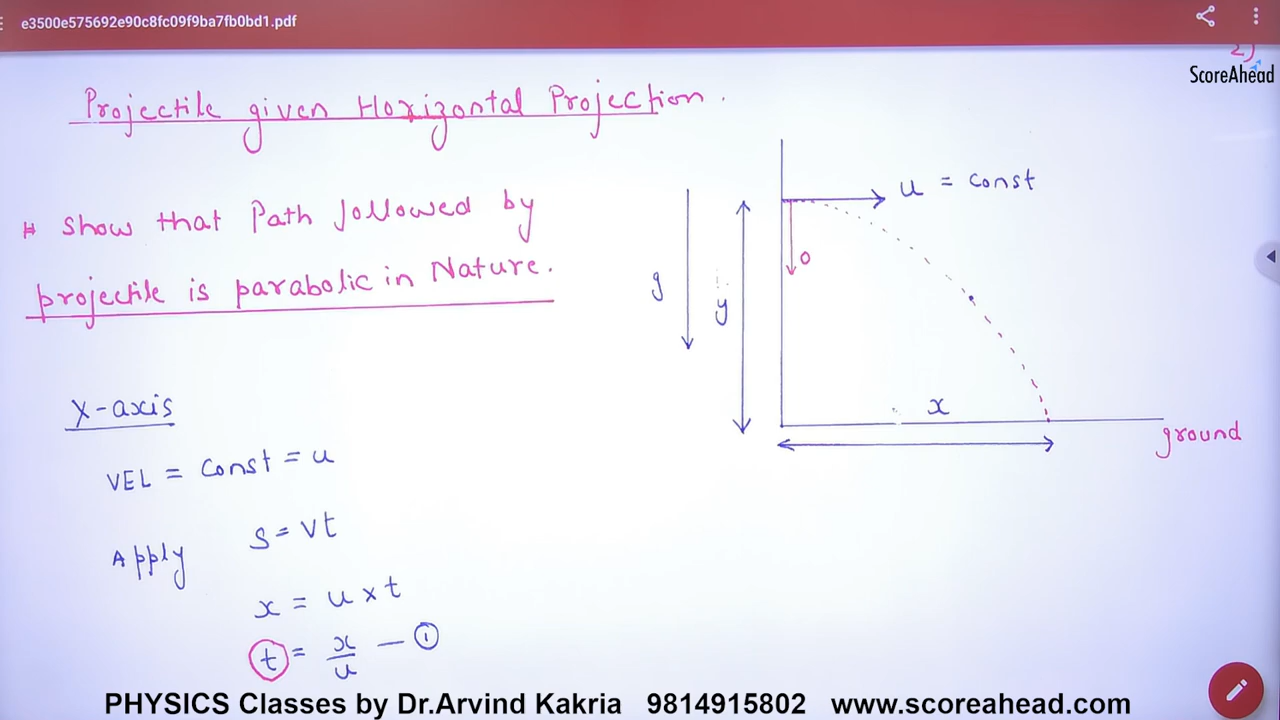 e3500e575692e90c8fc09f9ba7fb0bd1.pdf
2)
ScoreAhead
Projectile given Horizontal Projection.
# Show that Path followed by
projectile is parabolic in Nature.
X-axis
VEL = const = u
Apply s = vt
x = u × t
t = x/u — ①
u = const
0
g
y
x
ground
PHYSICS Classes by Dr.Arvind Kakria 9814915802 www.scoreahead.com